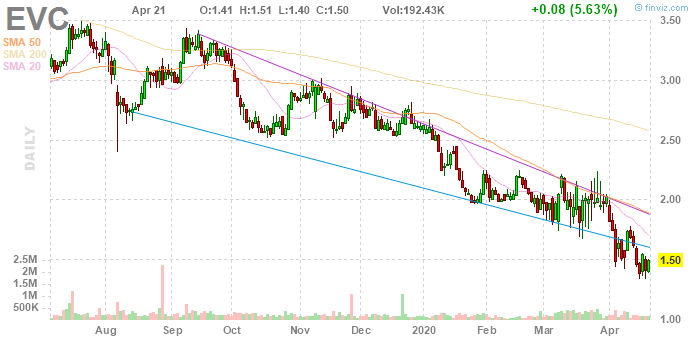 EVC Apr 21 O:1.41 H:1.51 L:1.40 C:1.50 Vol:192.43K +0.08 (5.63%) © finviz.com
SMA 50
SMA 200
SMA 20
DAILY
3.50
3.00
2.50
2.00
1.50
1.00
2.5M
2M
1.5M
1M
500K
Aug Sep Oct Nov Dec 2020 Feb Mar Apr